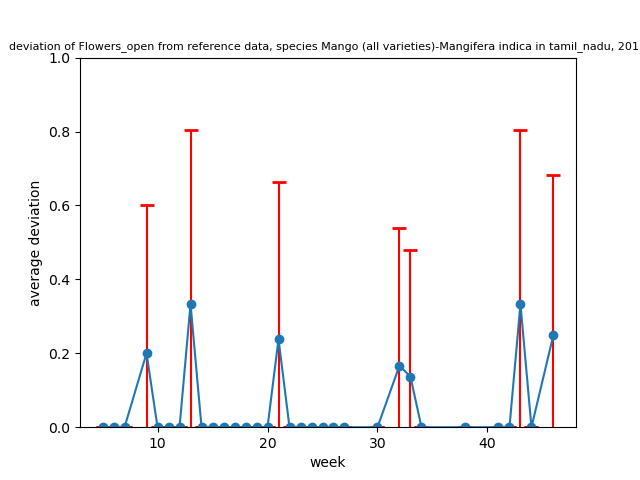 deviation of Flowers_open from reference data, species Mango (all varieties)-Mangifera indica in tamil_nadu, 201
1.0
0.8
0.6
0.4
0.2
0.0
average deviation
10 20 30 40
week